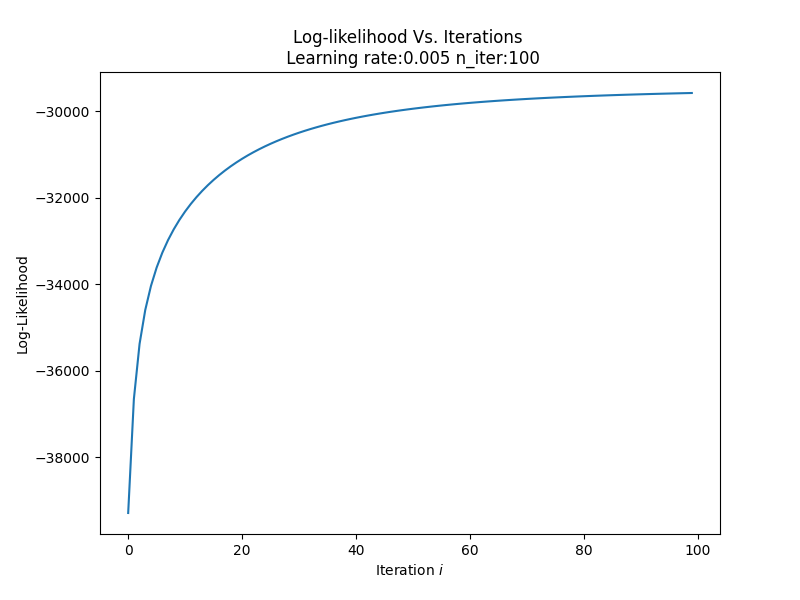 Log-likelihood Vs. Iterations
Learning rate:0.005 n_iter:100
−30000
−32000
−34000
−36000
−38000
Log-Likelihood
0 20 40 60 80 100
Iteration i